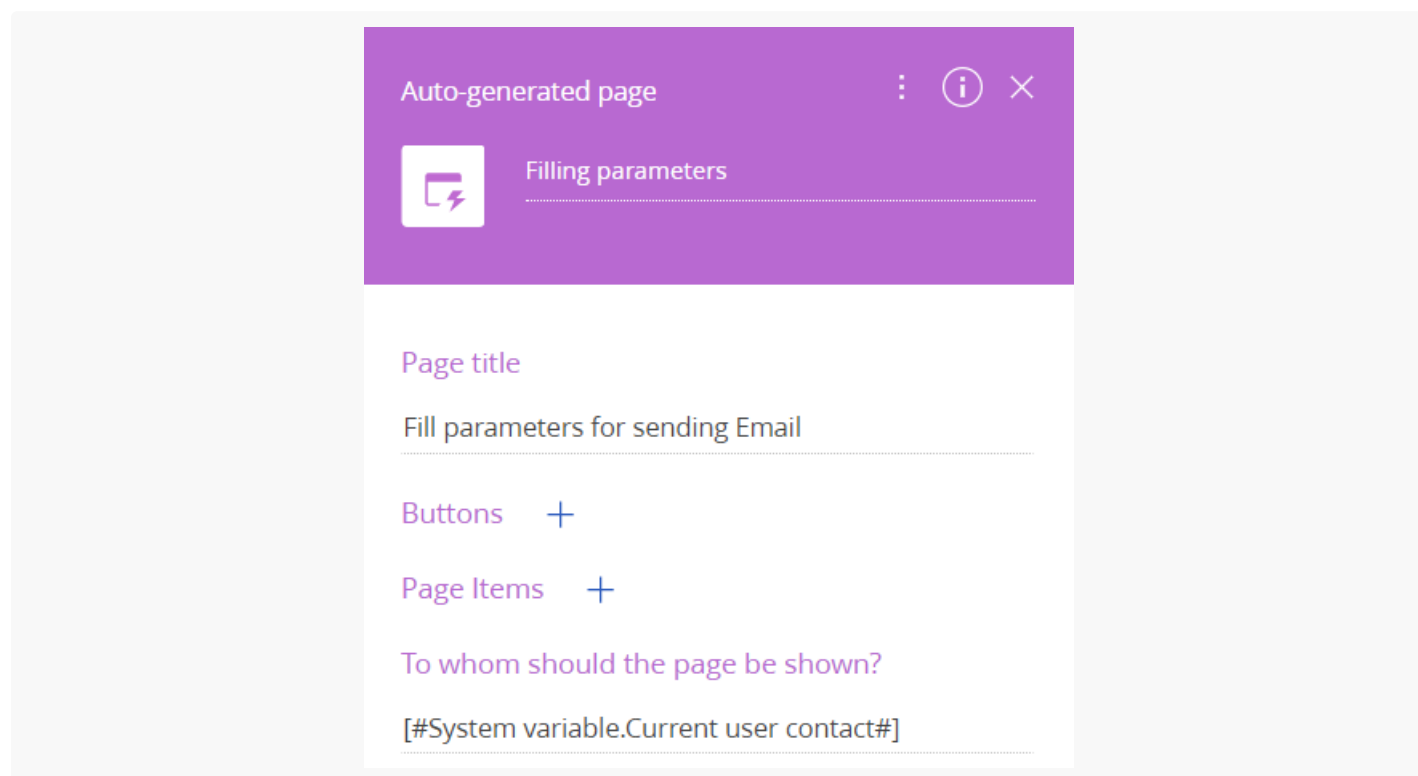 Auto-generated page
Filling parameters
Page title
Fill parameters for sending Email
Buttons
Page Items
To whom should the page be shown?
[#System variable.Current user contact#]